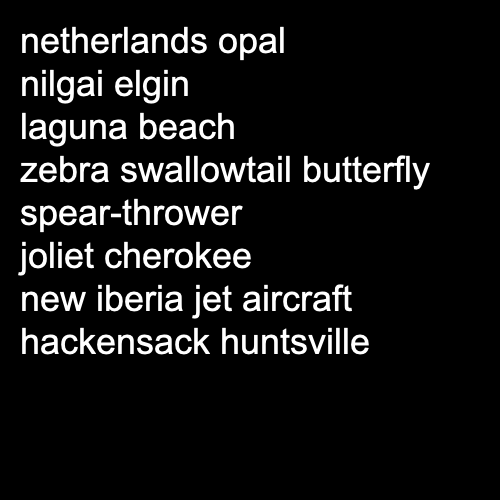 netherlands opal
nilgai elgin
laguna beach
zebra swallowtail butterfly
spear-thrower
joliet cherokee
new iberia jet aircraft
hackensack huntsville